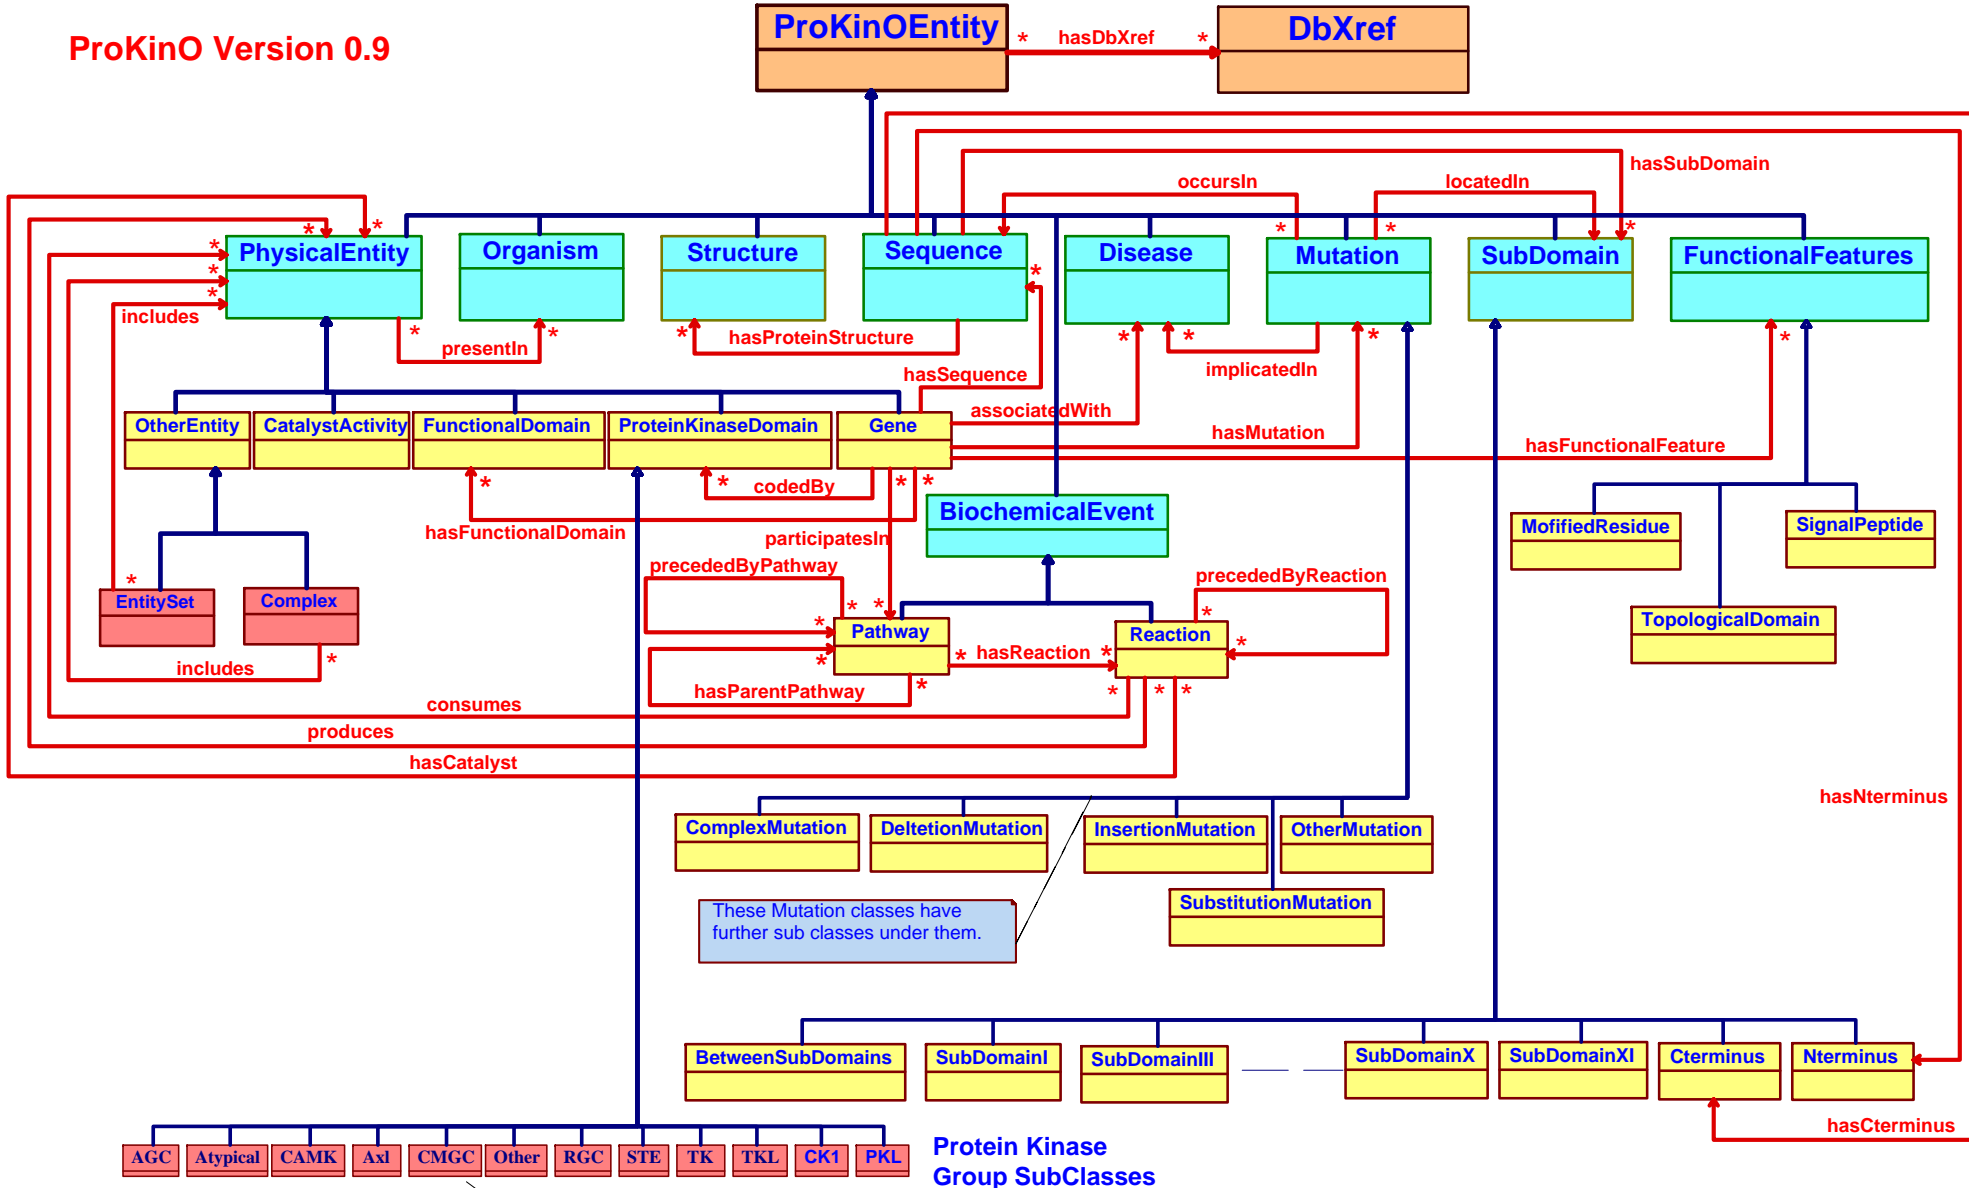 ProKinO Version 0.9
ProKinOEntity
* hasDbXref *
DbXref
hasSubDomain
occursIn
locatedIn
* * * * *
PhysicalEntity
Organism
Structure
Sequence
Disease
Mutation
SubDomain
FunctionalFeatures
*
*
*
*
includes
* presentIn *
* hasProteinStructure
hasSequence
* *
implicatedIn
* *
*
OtherEntity
CatalystActivity
FunctionalDomain
ProteinKinaseDomain
Gene
associatedWith
hasMutation
hasFunctionalFeature
* * codedBy * *
hasFunctionalDomain
participatesIn
BiochemicalEvent
MofifiedResidue
SignalPeptide
TopologicalDomain
precededByPathway
precededByReaction
*
EntitySet
Complex
* * *
* *
Pathway
Reaction
*
*
includes
*
* hasReaction *
hasParentPathway *
* * *
consumes
produces
hasCatalyst
hasNterminus
ComplexMutation
DeltetionMutation
InsertionMutation
OtherMutation
SubstitutionMutation
These Mutation classes have
further sub classes under them.
BetweenSubDomains
SubDomainI
SubDomainIII
SubDomainX
SubDomainXI
Cterminus
Nterminus
hasCterminus
AGC
Atypical
CAMK
Axl
CMGC
Other
RGC
STE
TK
TKL
CK1
PKL
Protein Kinase
Group SubClasses